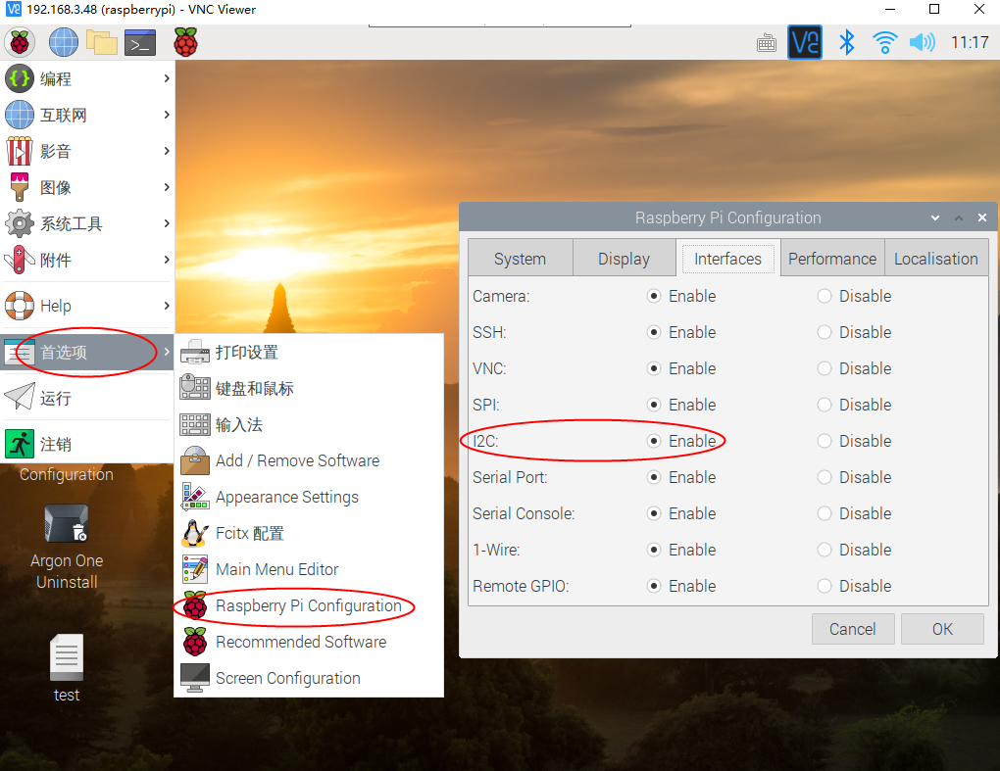 192.168.3.48 (raspberrypi) - VNC Viewer
11:17
编程
互联网
影音
图像
系统工具
附件
Help
首选项
运行
注销
打印设置
键盘和鼠标
输入法
Add / Remove Software
Appearance Settings
Fcitx 配置
Main Menu Editor
Raspberry Pi Configuration
Recommended Software
Screen Configuration
Configuration
Argon One
Uninstall
test
Raspberry Pi Configuration
System Display Interfaces Performance Localisation
Camera: Enable Disable
SSH: Enable Disable
VNC: Enable Disable
SPI: Enable Disable
I2C: Enable Disable
Serial Port: Enable Disable
Serial Console: Enable Disable
1-Wire: Enable Disable
Remote GPIO: Enable Disable
Cancel OK